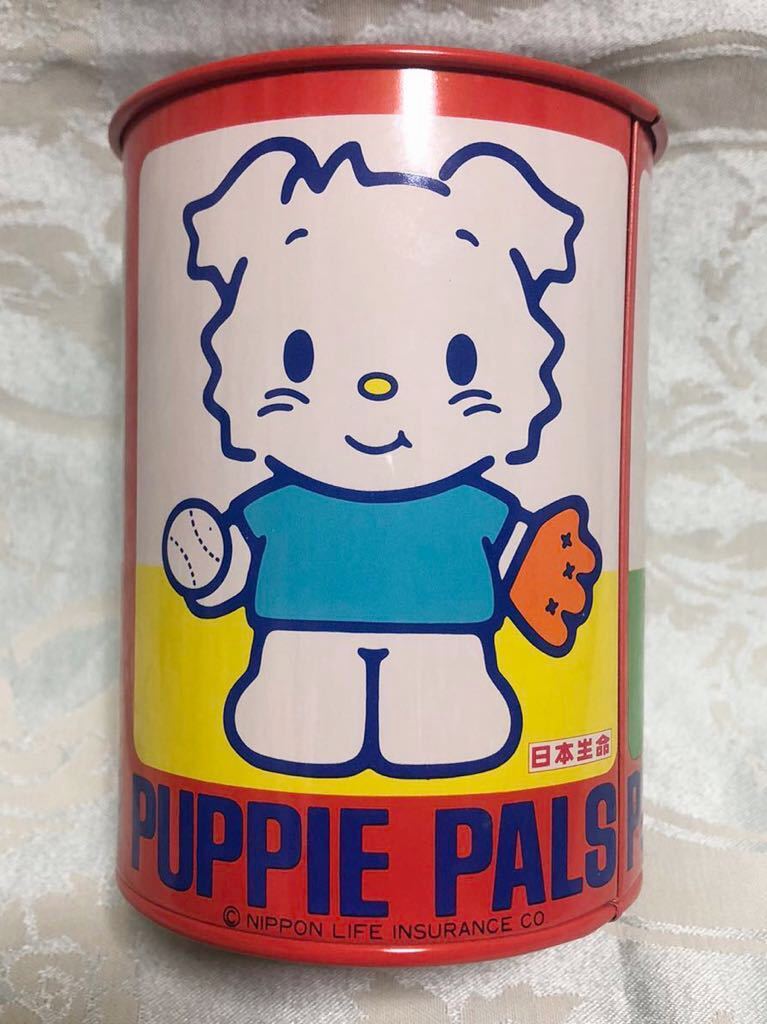 日本生命
PUPPIE PALS P
© NIPPON LIFE INSURANCE CO